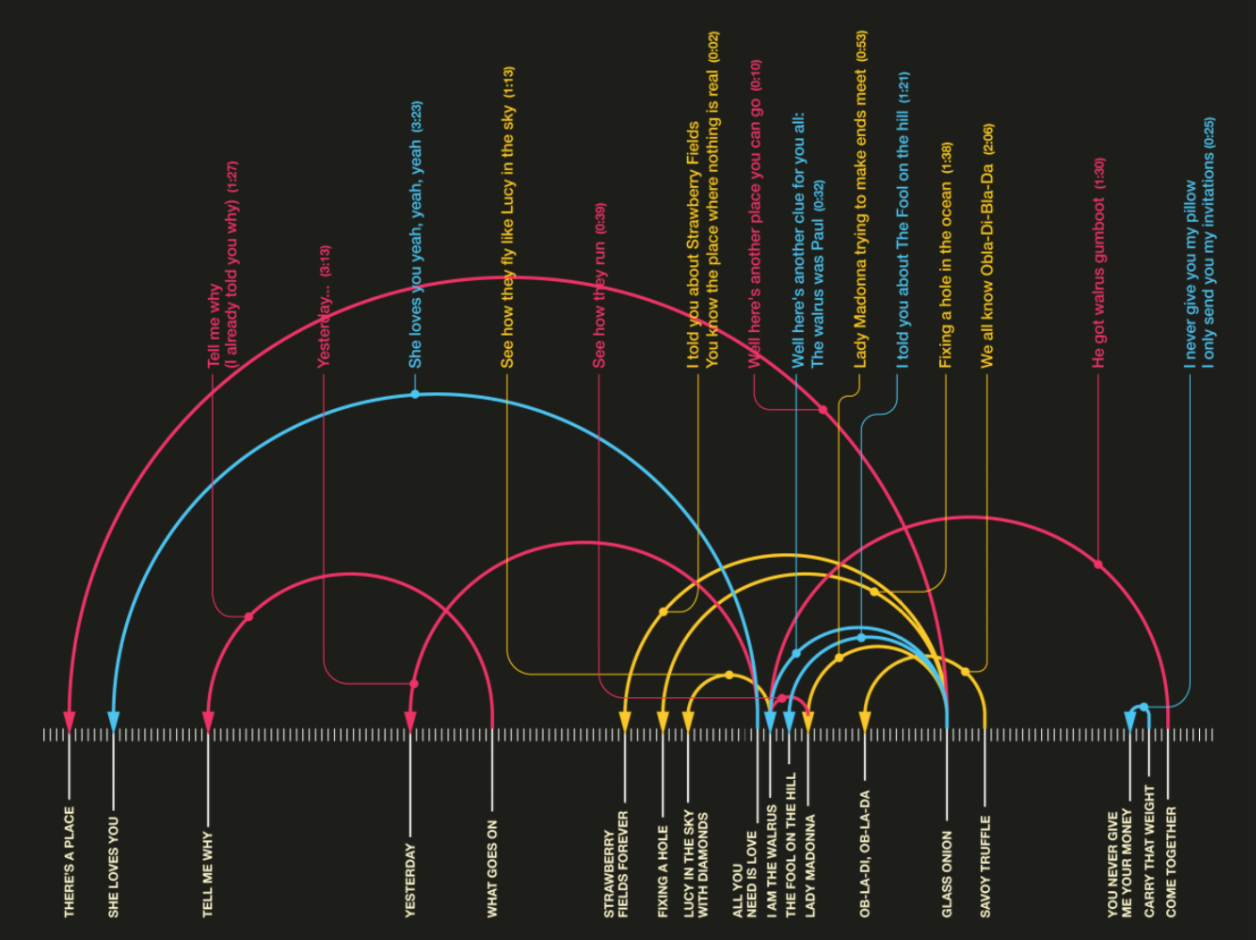 Tell me why
(I already told you why) (1:27)
Yesterday... (3:13)
She loves you yeah, yeah, yeah (3:23)
See how they fly like Lucy in the sky (1:13)
See how they run (0:39)
I told you about Strawberry Fields
You know the place where nothing is real (0:02)
Well here's another place you can go (0:10)
Well here's another clue for you all:
The walrus was Paul (0:32)
Lady Madonna trying to make ends meet (0:53)
I told you about The Fool on the hill (1:21)
Fixing a hole in the ocean (1:38)
We all know Obla-Di-Bla-Da (2:06)
He got walrus gumboot (1:30)
I never give you my pillow
I only send you my invitations (0:25)
THERE'S A PLACE
SHE LOVES YOU
TELL ME WHY
YESTERDAY
WHAT GOES ON
STRAWBERRY
FIELDS FOREVER
FIXING A HOLE
LUCY IN THE SKY
WITH DIAMONDS
ALL YOU
NEED IS LOVE
I AM THE WALRUS
THE FOOL ON THE HILL
LADY MADONNA
OB-LA-DI, OB-LA-DA
GLASS ONION
SAVOY TRUFFLE
YOU NEVER GIVE
ME YOUR MONEY
CARRY THAT WEIGHT
COME TOGETHER